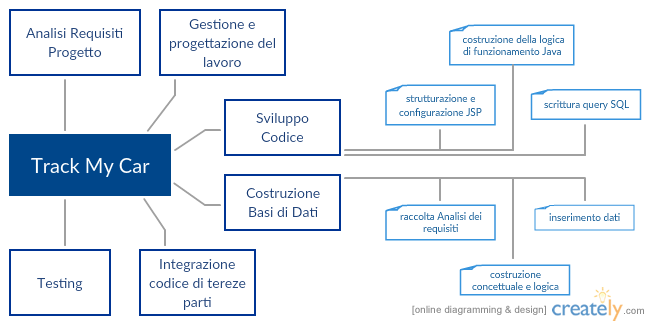 Analisi Requisiti
Progetto
Gestione e
progettazione del
lavoro
costruzione della logica
di funzionamento Java
strutturazione e
configurazione JSP
scrittura query SQL
Sviluppo
Codice
Track My Car
Costruzione
Basi di Dati
raccolta Analisi dei
requisiti
inserimento dati
Testing
Integrazione
codice di tereze
parti
costruzione
concettuale e logica
[online diagramming & design] creately.com